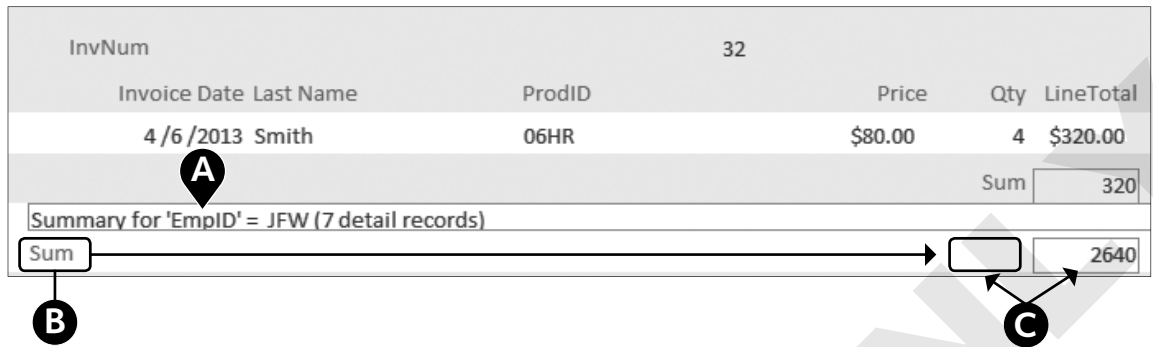 InvNum 32
Invoice Date Last Name ProdID Price Qty LineTotal
4 /6 /2013 Smith 06HR $80.00 4 $320.00
A
Sum 320
Summary for 'EmpID' = JFW (7 detail records)
Sum 2640
B C